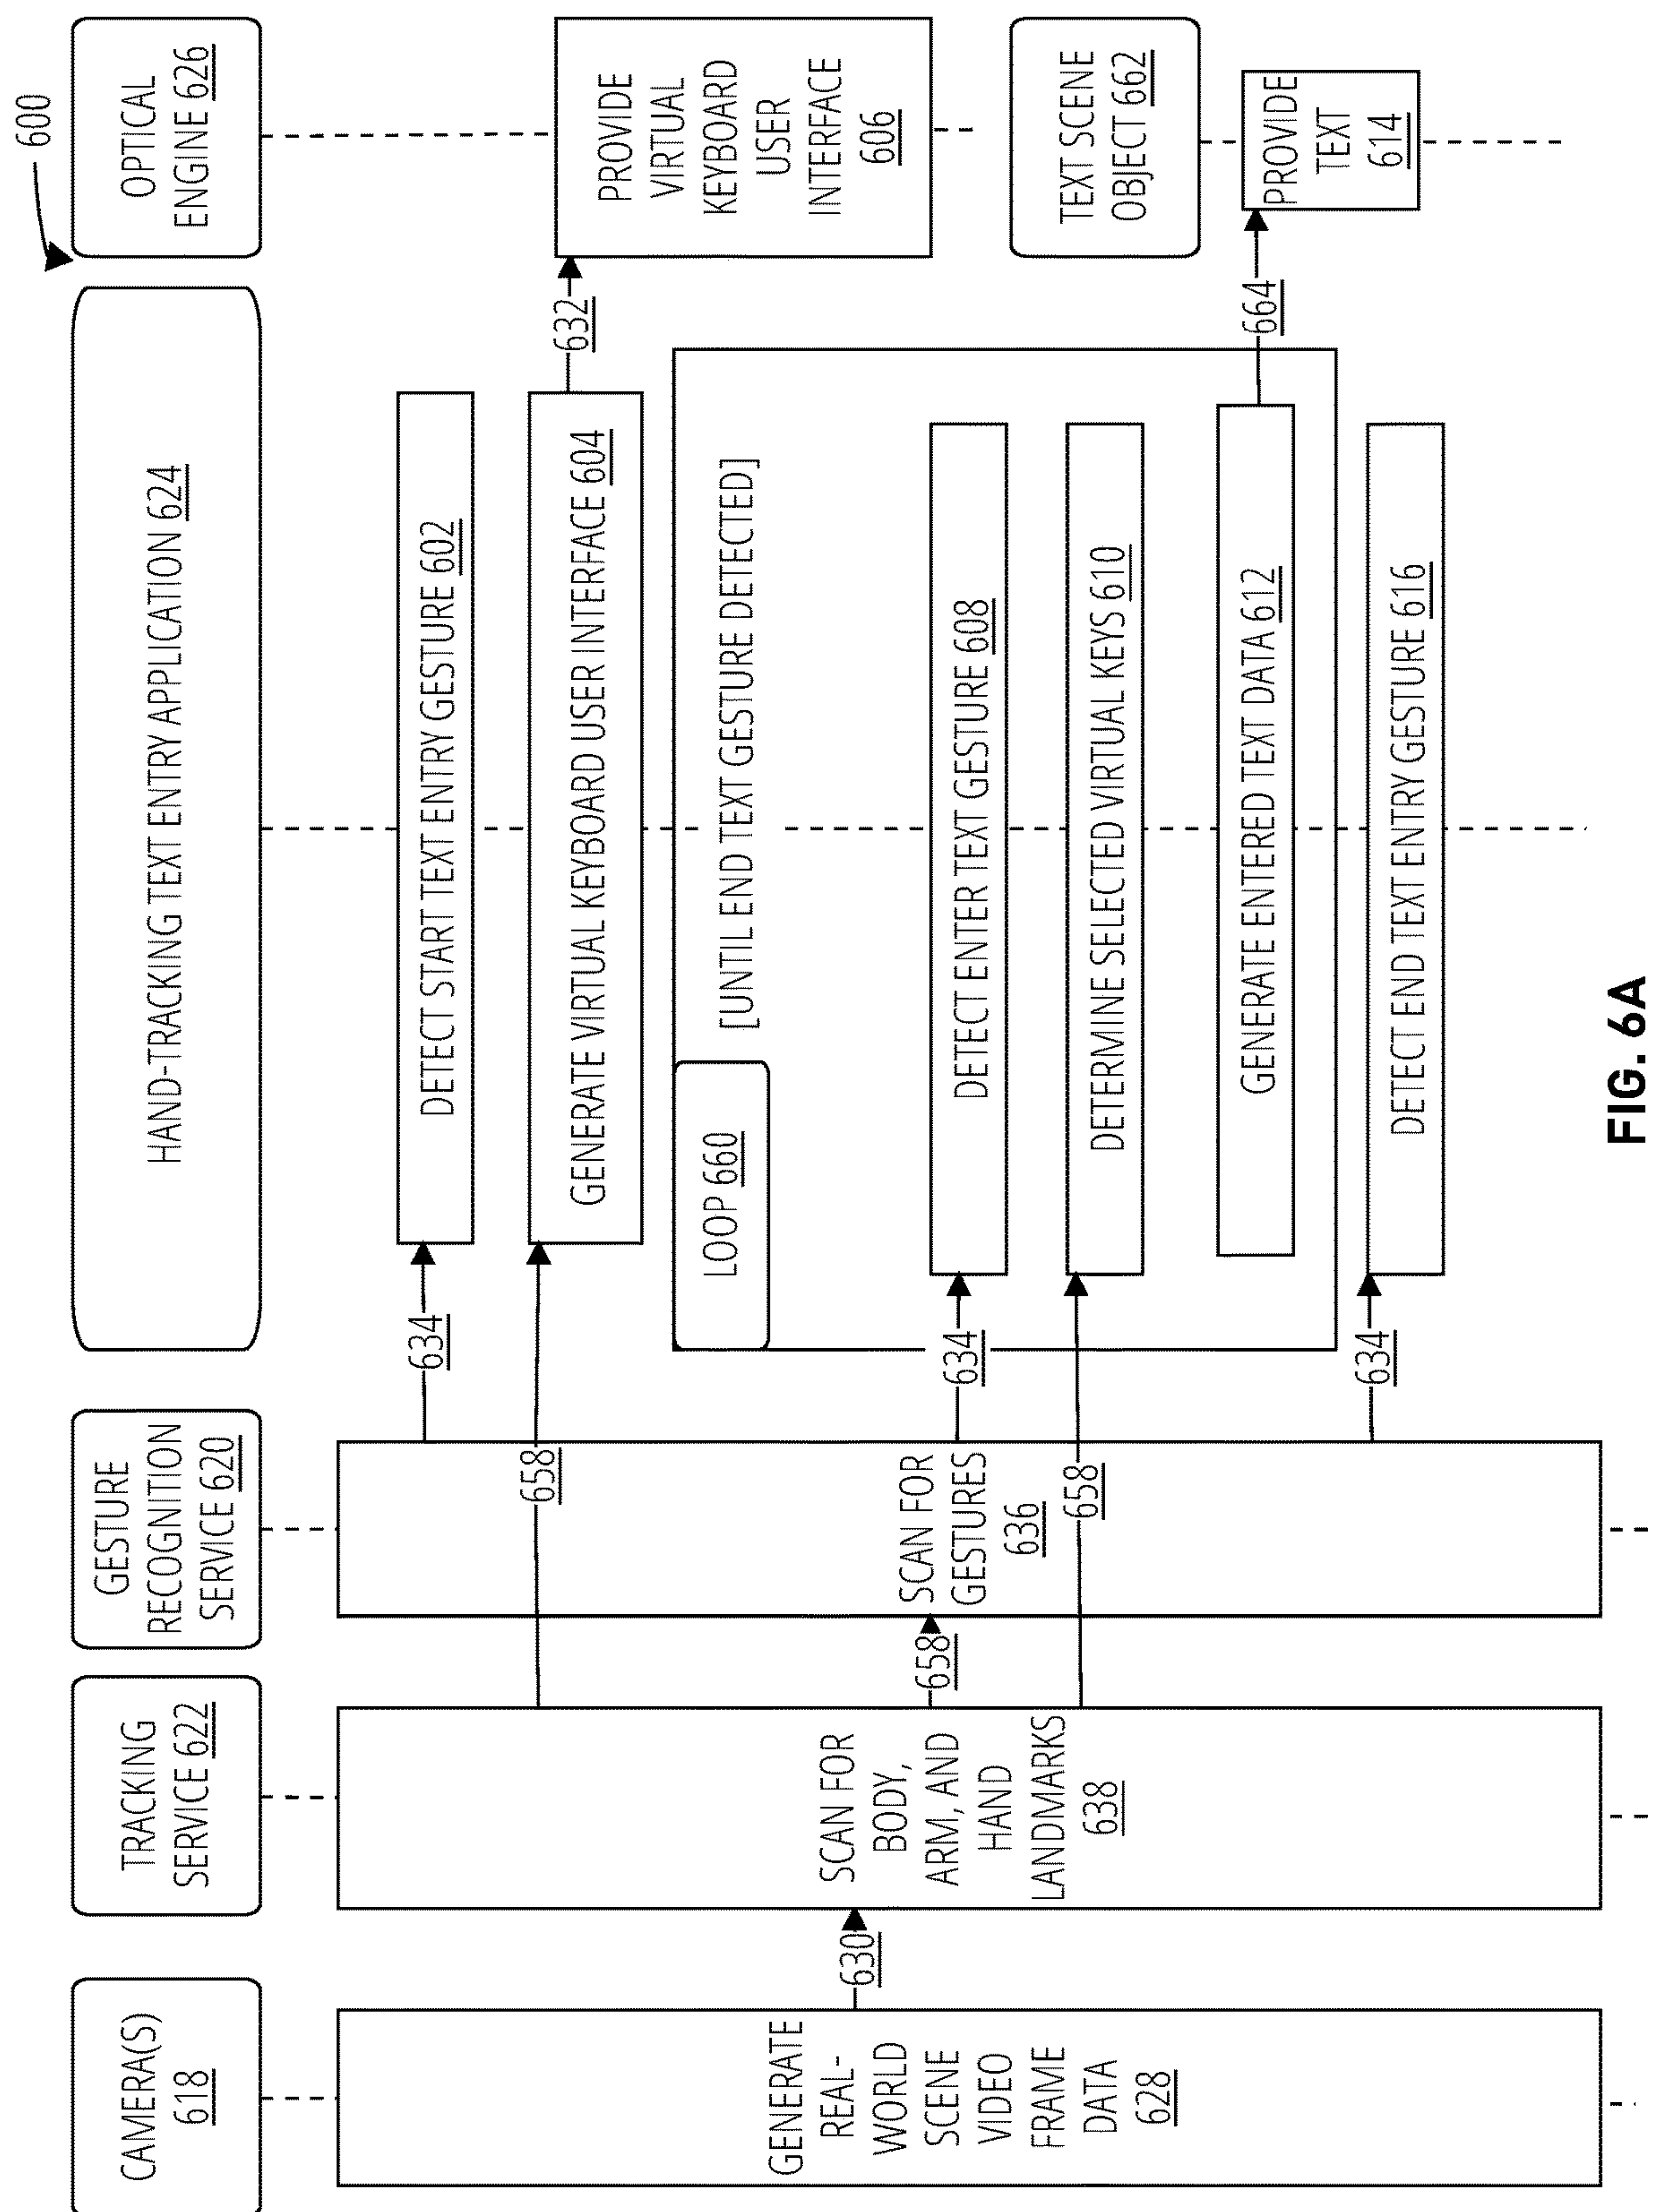 600
CAMERA(S)
618
TRACKING
SERVICE 622
GESTURE
RECOGNITION
SERVICE 620
HAND-TRACKING TEXT ENTRY APPLICATION 624
OPTICAL
ENGINE 626
634
DETECT START TEXT ENTRY GESTURE 602
658
GENERATE VIRTUAL KEYBOARD USER INTERFACE 604
632
PROVIDE
VIRTUAL
KEYBOARD
USER
INTERFACE
606
LOOP 660
[UNTIL END TEXT GESTURE DETECTED]
GENERATE
REAL-
WORLD
SCENE
VIDEO
FRAME
DATA
628
630
SCAN FOR
BODY,
ARM, AND
HAND
LANDMARKS
638
658
SCAN FOR
GESTURES
636
634
DETECT ENTER TEXT GESTURE 608
658
DETERMINE SELECTED VIRTUAL KEYS 610
TEXT SCENE
OBJECT 662
GENERATE ENTERED TEXT DATA 612
664
PROVIDE
TEXT
614
634
DETECT END TEXT ENTRY GESTURE 616
FIG. 6A